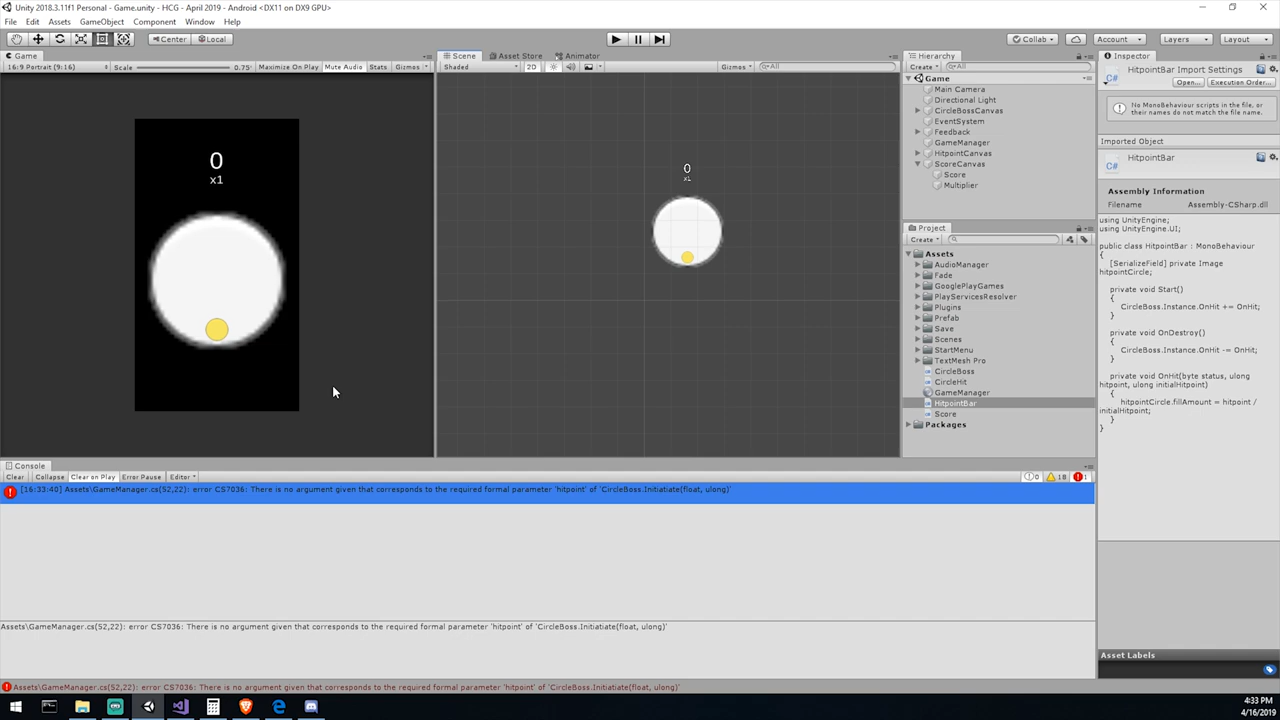 Unity 2018.3.11f1 Personal - Game.unity - HCG - April 2019 - Android <DX11 on DX9 GPU>
File Edit Assets GameObject Component Window Help
Center Local
Collab Account Layers Layout
Game
16:9 Portrait (9:16) Scale 0.75 Maximize On Play Mute Audio Stats Gizmos
0
x1
Scene Asset Store Animator
Shaded 2D Gizmos All
0
x1
Hierarchy
Create All
Game
Main Camera
Directional Light
CircleBossCanvas
EventSystem
Feedback
GameManager
HitpointCanvas
ScoreCanvas
Score
Multiplier
Project
Create
Assets
AudioManager
Fade
GooglePlayGames
PlayServicesResolver
Plugins
Prefab
Save
Scenes
StartMenu
TextMesh Pro
CircleBoss
CircleHit
GameManager
HitpointBar
Score
Packages
Inspector
HitpointBar Import Settings
C#
Open... Execution Order...
No MonoBehaviour scripts in the file, or
their names do not match the file name.
Imported Object
C#
HitpointBar
Assembly Information
Filename Assembly-CSharp.dll
using UnityEngine;
using UnityEngine.UI;
public class HitpointBar : MonoBehaviour
{
[SerializeField] private Image
hitpointCircle;
private void Start()
{
CircleBoss.Instance.OnHit += OnHit;
}
private void OnDestroy()
{
CircleBoss.Instance.OnHit -= OnHit;
}
private void OnHit(byte status, ulong
hitpoint, ulong initialHitpoint)
{
hitpointCircle.fillAmount = hitpoint /
initialHitpoint;
}
}
Asset Labels
Console
Clear Collapse Clear on Play Error Pause Editor 0 18 1
[16:33:40] Assets\GameManager.cs(52,22): error CS7036: There is no argument given that corresponds to the required formal parameter 'hitpoint' of 'CircleBoss.Initiatiate(float, ulong)'
Assets\GameManager.cs(52,22): error CS7036: There is no argument given that corresponds to the required formal parameter 'hitpoint' of 'CircleBoss.Initiatiate(float, ulong)'
Assets\GameManager.cs(52,22): error CS7036: There is no argument given that corresponds to the required formal parameter 'hitpoint' of 'CircleBoss.Initiatiate(float, ulong)'
4:33 PM
4/16/2019